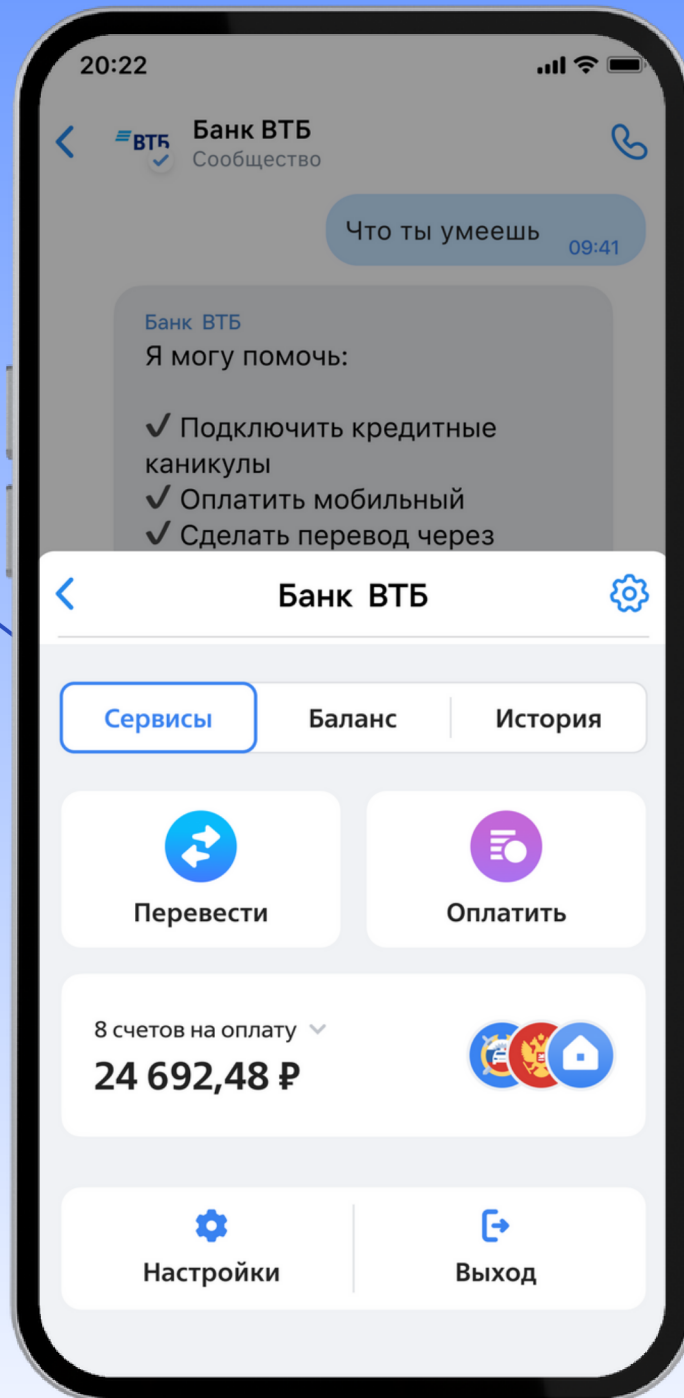 20:22
ВТБ
Банк ВТБ
Сообщество
Что ты умеешь
09:41
Банк ВТБ
Я могу помочь:
✓ Подключить кредитные
каникулы
✓ Оплатить мобильный
✓ Сделать перевод через
Банк ВТБ
Сервисы
Баланс
История
Перевести
Оплатить
8 счетов на оплату
24 692,48 ₽
Настройки
Выход